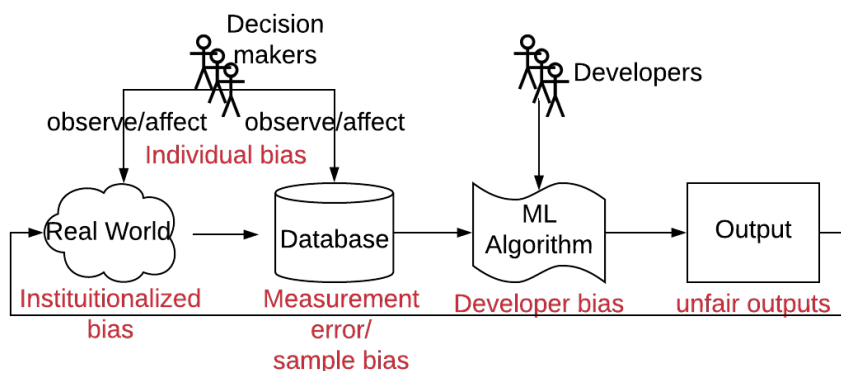 Decision
makers
Developers
observe/affect
observe/affect
Individual bias
Real World
Database
ML
Algorithm
Output
Instituitionalized
bias
Measurement
error/
sample bias
Developer bias
unfair outputs